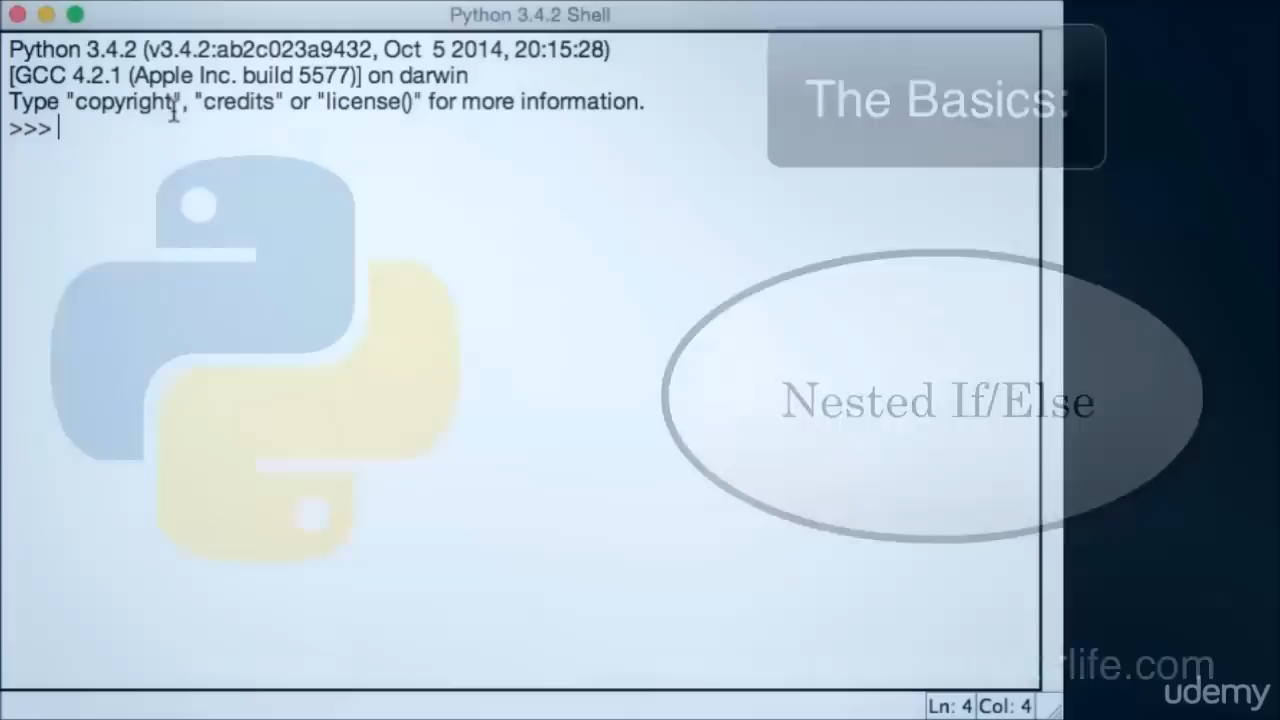 Python 3.4.2 Shell
Python 3.4.2 (v3.4.2:ab2c023a9432, Oct  5 2014, 20:15:28)
[GCC 4.2.1 (Apple Inc. build 5577)] on darwin
Type "copyright", "credits" or "license()" for more information.
>>>
The Basics:
Nested If/Else
rlife.com
udemy
Ln: 4 Col: 4